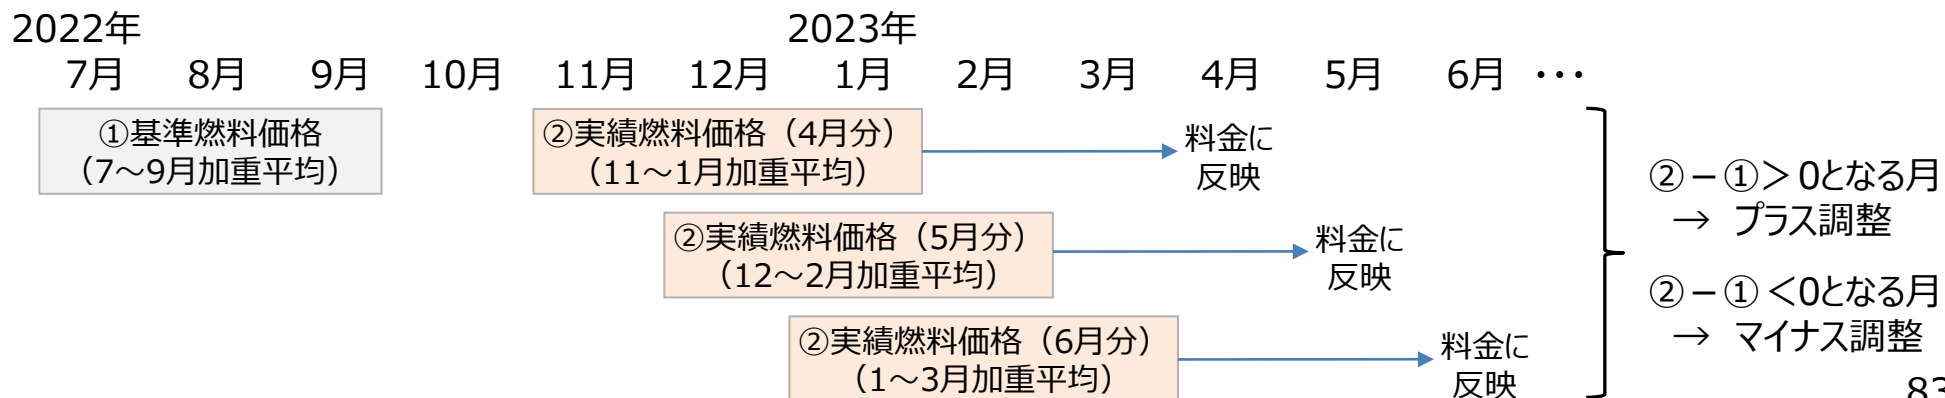 2022年
2023年
7月 8月 9月 10月 11月 12月 1月 2月 3月 4月 5月 6月 ・・・
①基準燃料価格
（7～9月加重平均）
②実績燃料価格（4月分）
（11～1月加重平均）
料金に
反映
②実績燃料価格（5月分）
（12～2月加重平均）
料金に
反映
②実績燃料価格（6月分）
（1～3月加重平均）
料金に
反映
②－①＞0となる月
→ プラス調整
②－①＜0となる月
→ マイナス調整
83